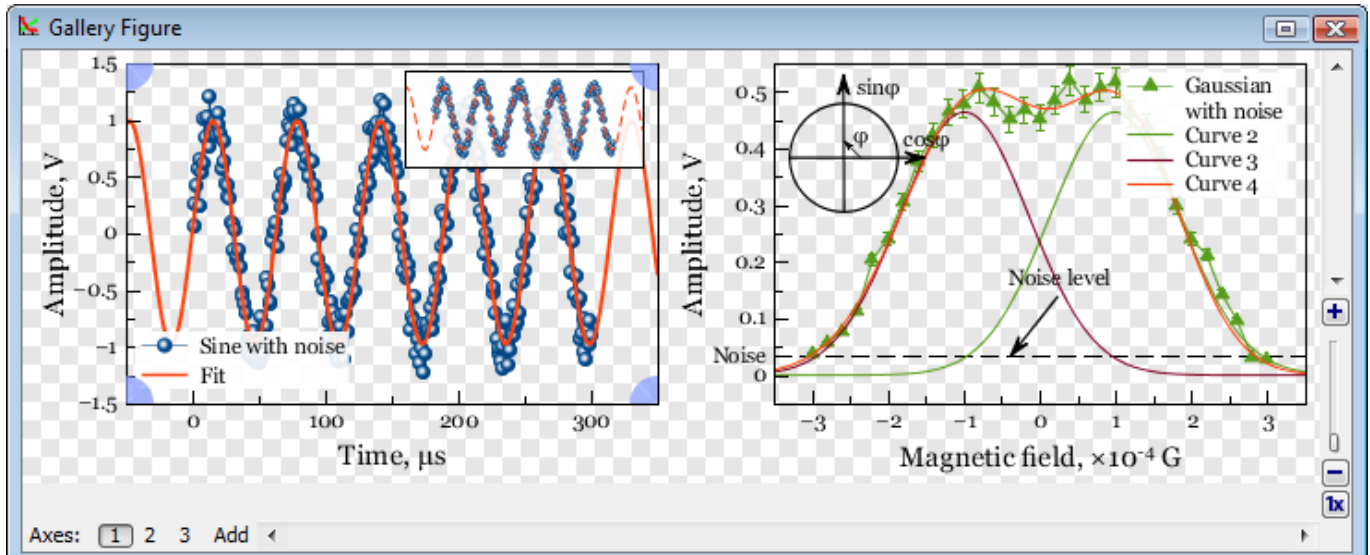 Gallery Figure
Amplitude, V
1.5
1
0.5
0
−0.5
−1
−1.5
Sine with noise
Fit
0 100 200 300
Time, μs
Amplitude, V
0.5
0.4
0.3
0.2
0.1
Noise
0
sinφ
φ
cosφ
Gaussian
with noise
Curve 2
Curve 3
Curve 4
Noise level
−3 −2 −1 0 1 2 3
Magnetic field, ×10⁻⁴ G
1x
Axes: 1 2 3 Add